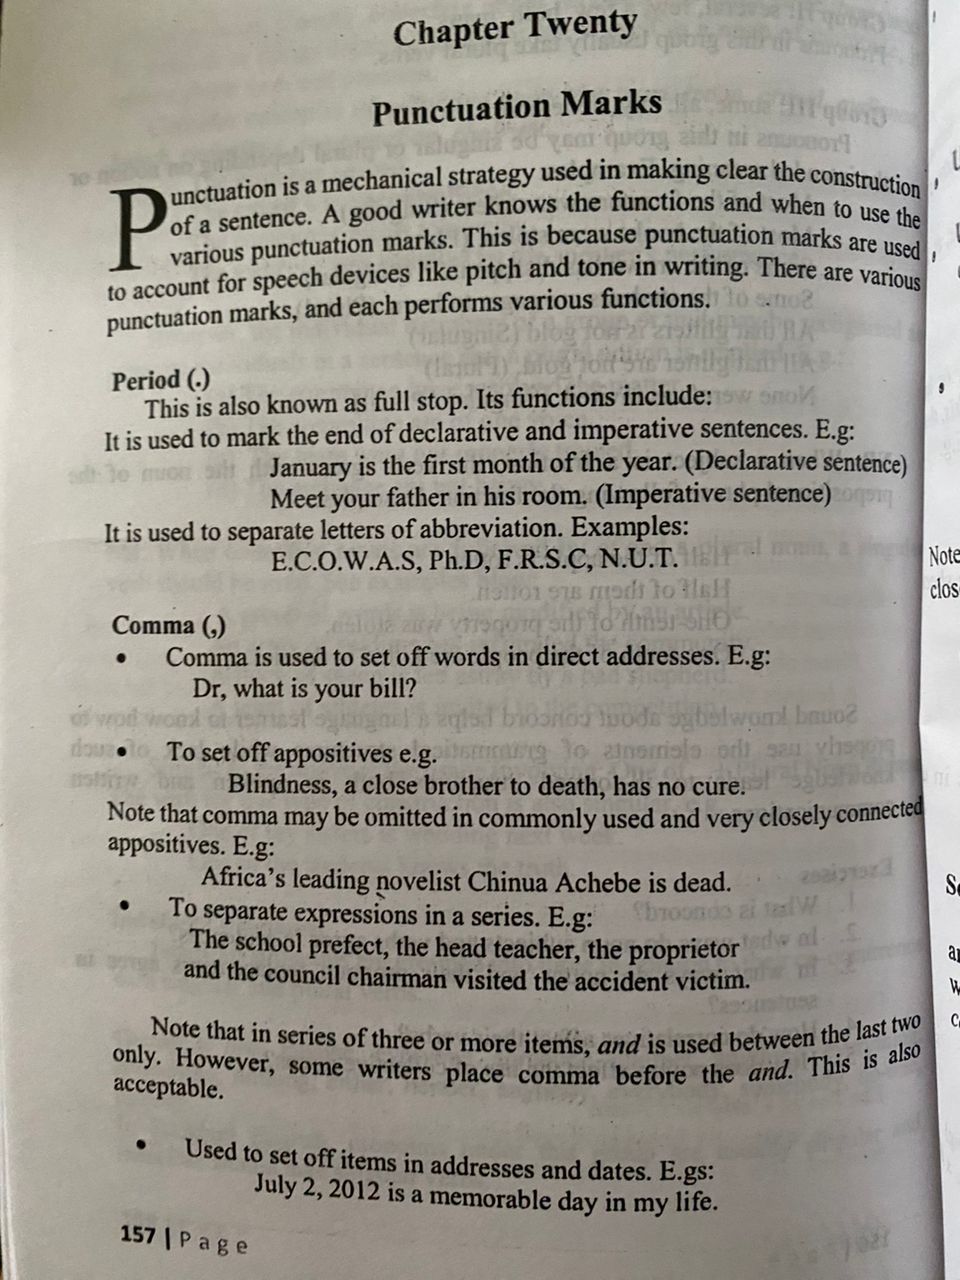 Chapter Twenty
Punctuation Marks
Punctuation is a mechanical strategy used in making clear the construction
of a sentence. A good writer knows the functions and when to use the
various punctuation marks. This is because punctuation marks are used
to account for speech devices like pitch and tone in writing. There are various
punctuation marks, and each performs various functions.
Period (.)
This is also known as full stop. Its functions include:
It is used to mark the end of declarative and imperative sentences. E.g:
January is the first month of the year. (Declarative sentence)
Meet your father in his room. (Imperative sentence)
It is used to separate letters of abbreviation. Examples:
E.C.O.W.A.S, Ph.D, F.R.S.C, N.U.T.
Comma (,)
• Comma is used to set off words in direct addresses. E.g:
Dr, what is your bill?
• To set off appositives e.g.
Blindness, a close brother to death, has no cure.
Note that comma may be omitted in commonly used and very closely connected
appositives. E.g:
Africa's leading novelist Chinua Achebe is dead.
• To separate expressions in a series. E.g:
The school prefect, the head teacher, the proprietor
and the council chairman visited the accident victim.
Note that in series of three or more items, and is used between the last two
only. However, some writers place comma before the and. This is also
acceptable.
• Used to set off items in addresses and dates. E.gs:
July 2, 2012 is a memorable day in my life.
157 | Page
Note